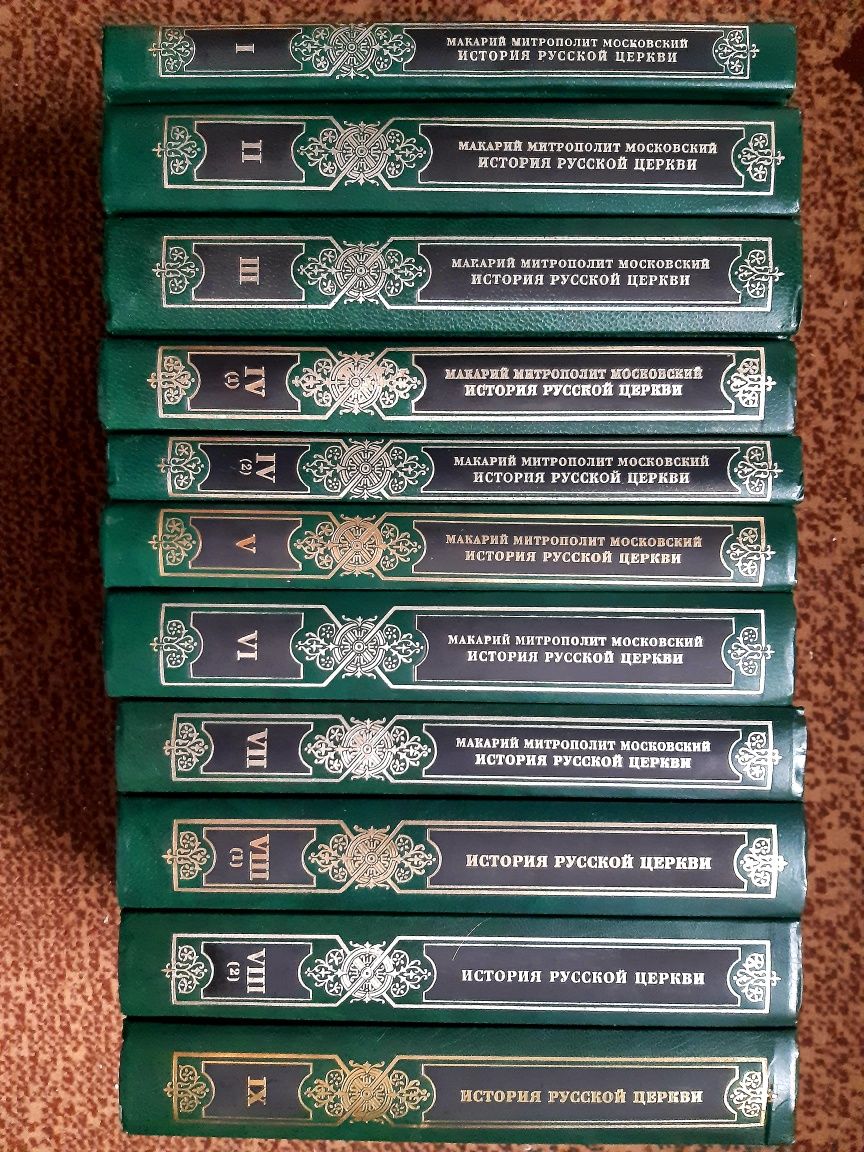 I
МАКАРИЙ МИТРОПОЛИТ МОСКОВСКИЙ
ИСТОРИЯ РУССКОЙ ЦЕРКВИ
II
МАКАРИЙ МИТРОПОЛИТ МОСКОВСКИЙ
ИСТОРИЯ РУССКОЙ ЦЕРКВИ
III
МАКАРИЙ МИТРОПОЛИТ МОСКОВСКИЙ
ИСТОРИЯ РУССКОЙ ЦЕРКВИ
IV
(1)
МАКАРИЙ МИТРОПОЛИТ МОСКОВСКИЙ
ИСТОРИЯ РУССКОЙ ЦЕРКВИ
IV
(2)
МАКАРИЙ МИТРОПОЛИТ МОСКОВСКИЙ
ИСТОРИЯ РУССКОЙ ЦЕРКВИ
V
МАКАРИЙ МИТРОПОЛИТ МОСКОВСКИЙ
ИСТОРИЯ РУССКОЙ ЦЕРКВИ
VI
МАКАРИЙ МИТРОПОЛИТ МОСКОВСКИЙ
ИСТОРИЯ РУССКОЙ ЦЕРКВИ
VII
МАКАРИЙ МИТРОПОЛИТ МОСКОВСКИЙ
ИСТОРИЯ РУССКОЙ ЦЕРКВИ
VIII
(1)
ИСТОРИЯ РУССКОЙ ЦЕРКВИ
VIII
(2)
ИСТОРИЯ РУССКОЙ ЦЕРКВИ
IX
ИСТОРИЯ РУССКОЙ ЦЕРКВИ